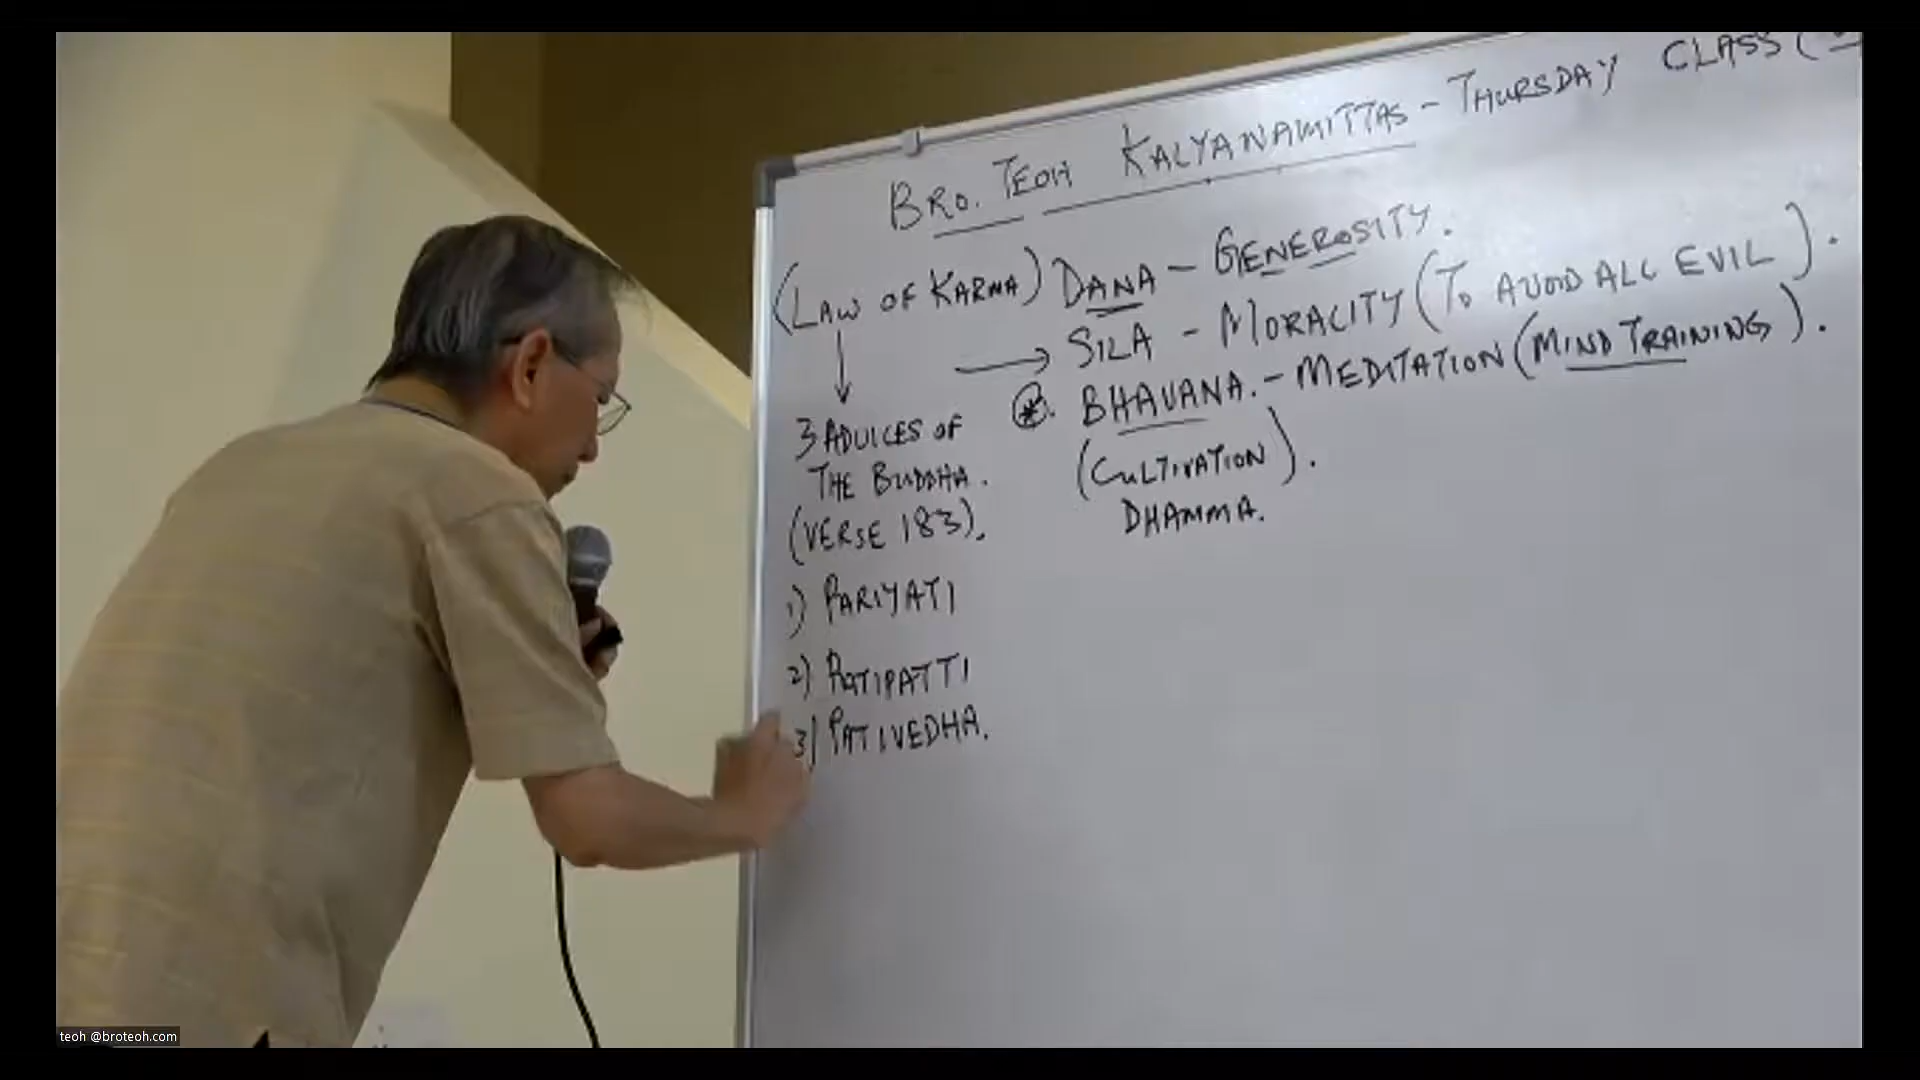 BRO. TEOH KALYANAMITTAS - THURSDAY CLASS (
(LAW OF KARMA) DANA - GENEROSITY.
→ SILA - MORALITY (TO AVOID ALL EVIL).
BHAVANA. - MEDITATION (MIND TRAINING).
(CULTIVATION).
DHAMMA.
3 ADVICES OF
THE BUDDHA.
(VERSE 183).
1) PARIYATI
2) PATIPATTI
3) PATIVEDHA.
teoh @broteoh.com